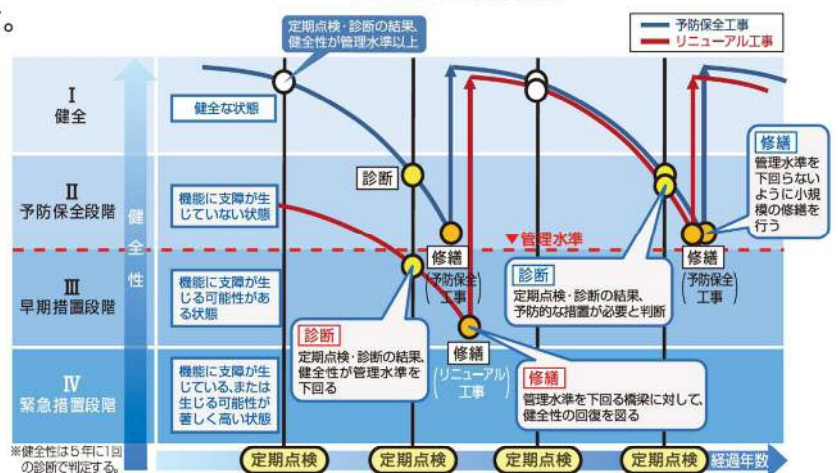 。
定期点検・診断の結果、
健全性が管理水準以上
予防保全工事
リニューアル工事
Ⅰ
健全
健全な状態
診断
修繕
管理水準を
下回らない
ように小規
模の修繕を
行う
Ⅱ
予防保全段階
機能に支障が生
じていない状態
健全性
▼管理水準
修繕
(予防保全
工事)
修繕
(予防保全
工事)
Ⅲ
早期措置段階
機能に支障が
生じる可能性があ
る状態
診断
定期点検・診断の結果、
予防的な措置が必要と判断
診断
定期点検・診断の結果、
健全性が管理水準を
下回る
修繕
(リニューアル
工事)
修繕
管理水準を下回る橋梁に対して、
健全性の回復を図る
Ⅳ
緊急措置段階
機能に支障が生
じている、または
生じる可能性が
著しく高い状態
※健全性は5年に1回
の診断で判定する。
定期点検
定期点検
定期点検
定期点検
経過年数